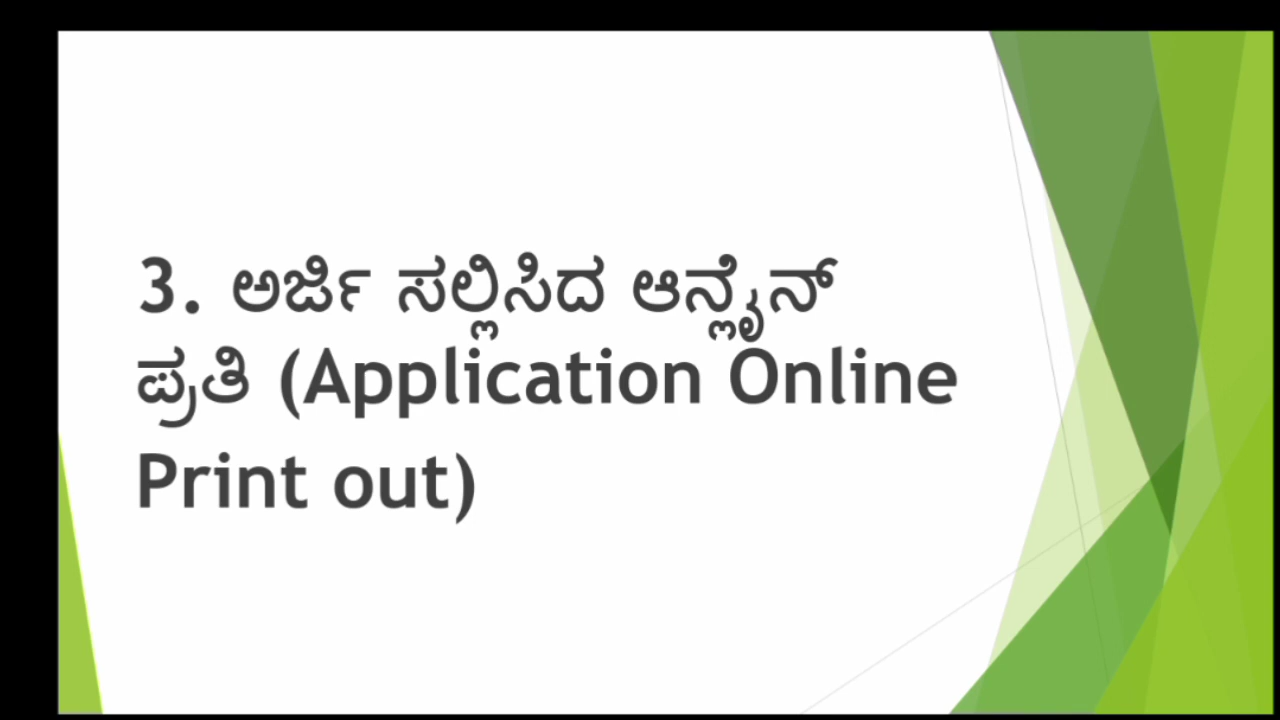 3. ಅರ್ಜಿ ಸಲ್ಲಿಸಿದ ಆನ್ಲೈನ್
ಪ್ರತಿ (Application Online
Print out)